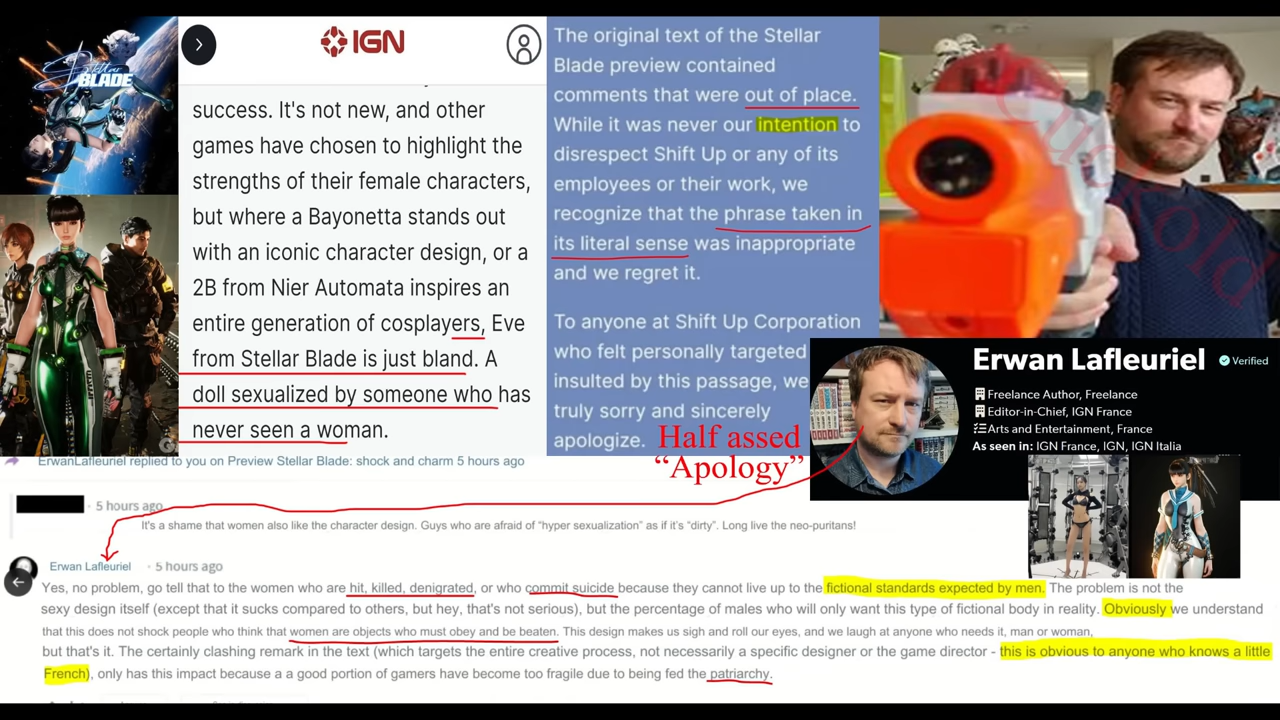 Stellar
BLADE
IGN
success. It's not new, and other
games have chosen to highlight the
strengths of their female characters,
but where a Bayonetta stands out
with an iconic character design, or a
2B from Nier Automata inspires an
entire generation of cosplayers, Eve
from Stellar Blade is just bland. A
doll sexualized by someone who has
never seen a woman.
The original text of the Stellar
Blade preview contained
comments that were out of place.
While it was never our intention to
disrespect Shift Up or any of its
employees or their work, we
recognize that the phrase taken in
its literal sense was inappropriate
and we regret it.
To anyone at Shift Up Corporation
who felt personally targeted
insulted by this passage, we
truly sorry and sincerely
apologize.
Half assed
“Apology”
Cuckold
Erwan Lafleuriel
Verified
Freelance Author, Freelance
Editor-in-Chief, IGN France
Arts and Entertainment, France
As seen in: IGN France, IGN, IGN Italia
ErwanLafleuriel replied to you on Preview Stellar Blade: shock and charm 5 hours ago
· 5 hours ago
It's a shame that women also like the character design. Guys who are afraid of “hyper sexualization” as if it's “dirty”. Long live the neo-puritans!
Erwan Lafleuriel · 5 hours ago
Yes, no problem, go tell that to the women who are hit, killed, denigrated, or who commit suicide because they cannot live up to the fictional standards expected by men. The problem is not the
sexy design itself (except that it sucks compared to others, but hey, that's not serious), but the percentage of males who will only want this type of fictional body in reality. Obviously we understand
that this does not shock people who think that women are objects who must obey and be beaten. This design makes us sigh and roll our eyes, and we laugh at anyone who needs it, man or woman,
but that's it. The certainly clashing remark in the text (which targets the entire creative process, not necessarily a specific designer or the game director - this is obvious to anyone who knows a little
French), only has this impact because a a good portion of gamers have become too fragile due to being fed the patriarchy.